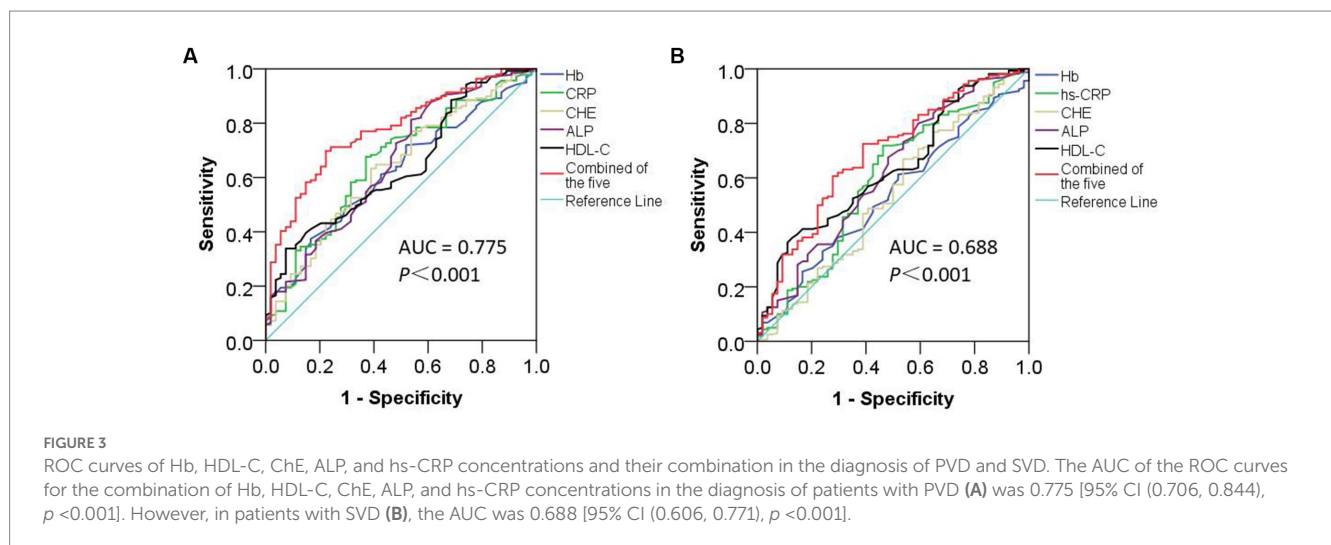 A
1.0
0.8
0.6
0.4
0.2
0.0
Sensitivity
0.0 0.2 0.4 0.6 0.8 1.0
1 - Specificity
AUC = 0.775
P<0.001
Hb
CRP
CHE
ALP
HDL-C
Combined of
the five
Reference Line
B
1.0
0.8
0.6
0.4
0.2
0.0
Sensitivity
0.0 0.2 0.4 0.6 0.8 1.0
1 - Specificity
AUC = 0.688
P<0.001
Hb
hs-CRP
CHE
ALP
HDL-C
Combined of
the five
Reference Line
FIGURE 3
ROC curves of Hb, HDL-C, ChE, ALP, and hs-CRP concentrations and their combination in the diagnosis of PVD and SVD. The AUC of the ROC curves
for the combination of Hb, HDL-C, ChE, ALP, and hs-CRP concentrations in the diagnosis of patients with PVD (A) was 0.775 [95% CI (0.706, 0.844),
p <0.001]. However, in patients with SVD (B), the AUC was 0.688 [95% CI (0.606, 0.771), p <0.001].